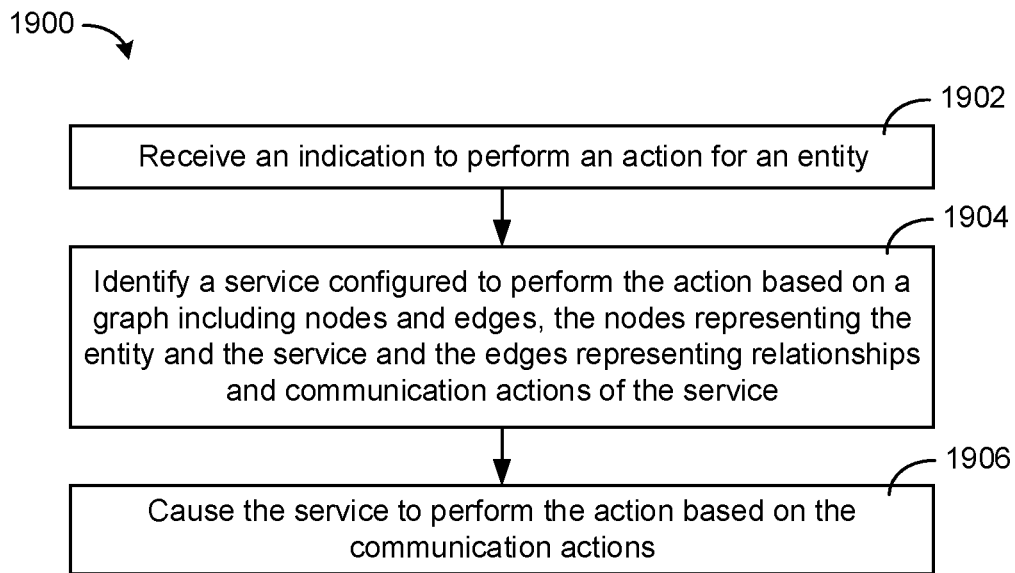 1900
1902
Receive an indication to perform an action for an entity
1904
Identify a service configured to perform the action based on a
graph including nodes and edges, the nodes representing the
entity and the service and the edges representing relationships
and communication actions of the service
1906
Cause the service to perform the action based on the
communication actions